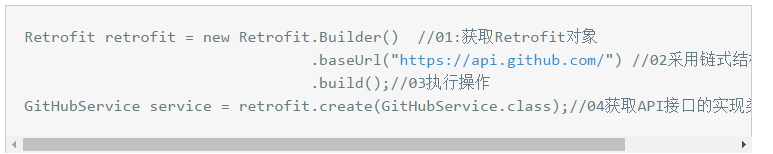 Retrofit retrofit = new Retrofit.Builder()  //01:获取Retrofit对象
.baseUrl("https://api.github.com/") //02采用链式结
.build();//03执行操作
GitHubService service = retrofit.create(GitHubService.class);//04获取API接口的实现